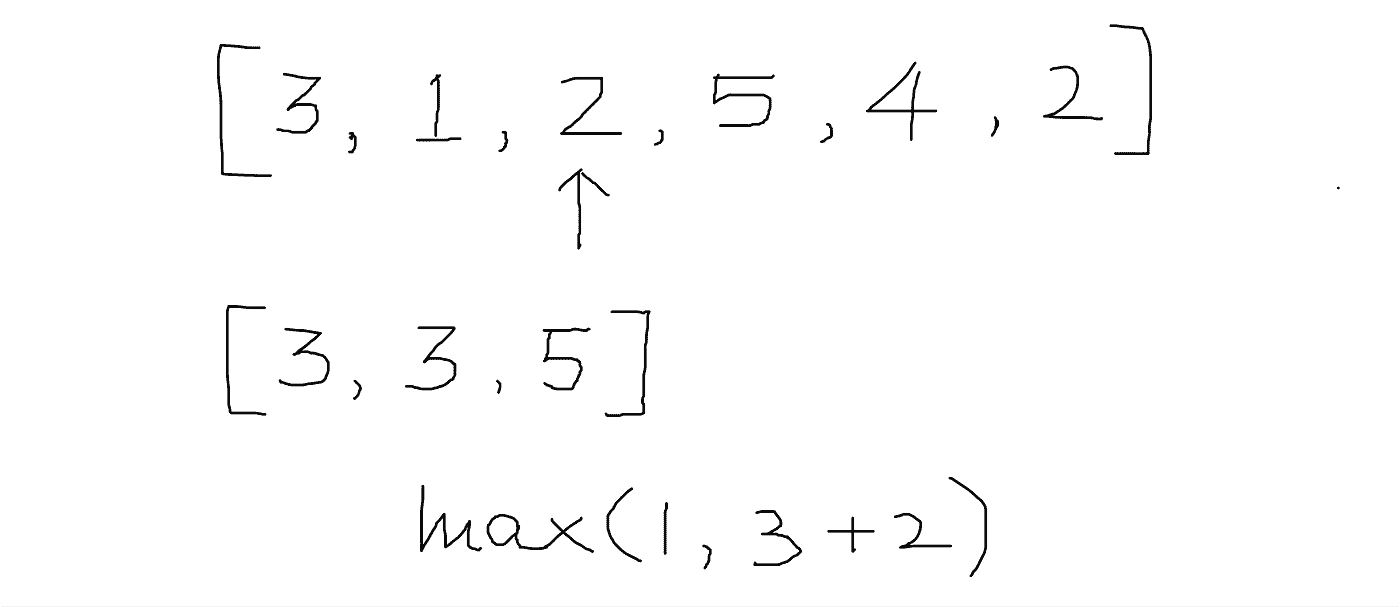 [3, 1, 2, 5, 4, 2]
[3, 3, 5]
max(1, 3+2)